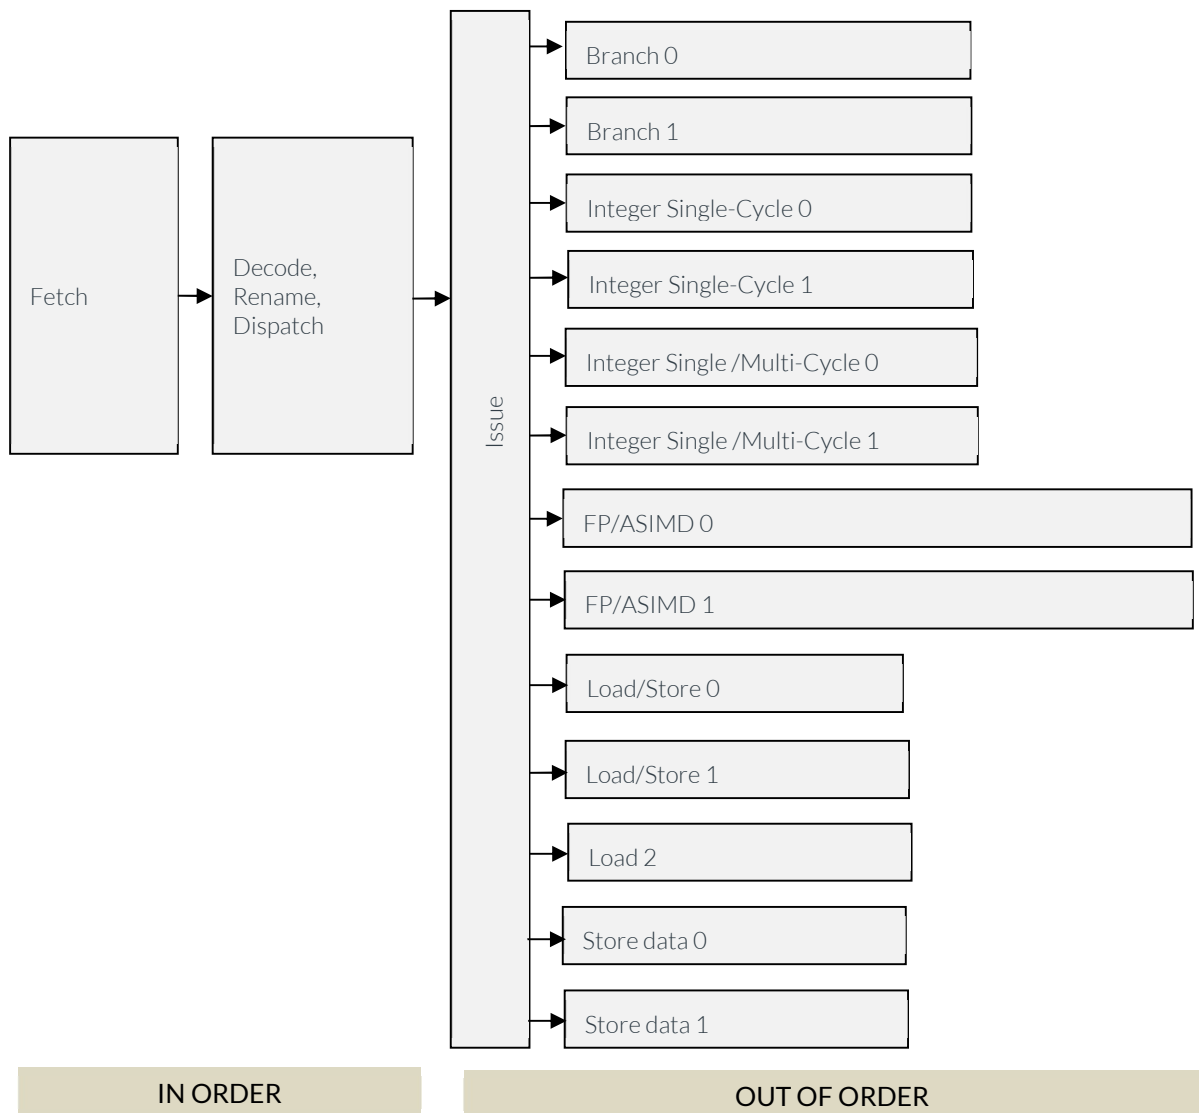 Fetch
Decode,
Rename,
Dispatch
Issue
Branch 0
Branch 1
Integer Single-Cycle 0
Integer Single-Cycle 1
Integer Single /Multi-Cycle 0
Integer Single /Multi-Cycle 1
FP/ASIMD 0
FP/ASIMD 1
Load/Store 0
Load/Store 1
Load 2
Store data 0
Store data 1
IN ORDER
OUT OF ORDER